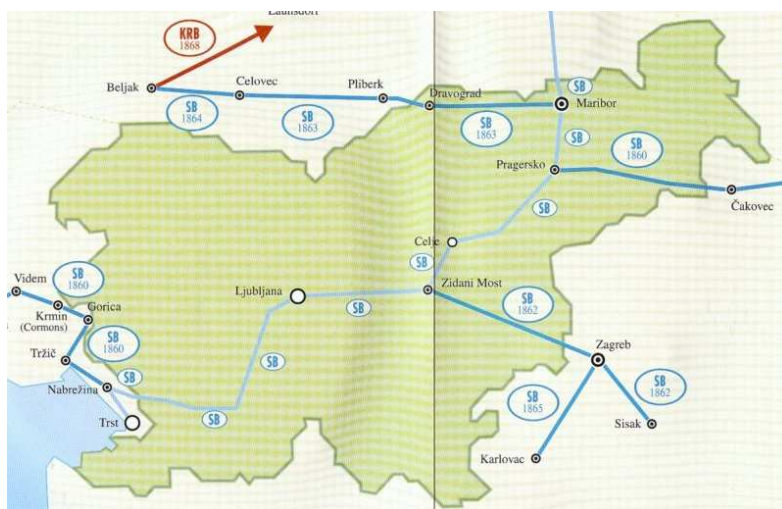 Launsdorf
KRB
1868
Beljak
Celovec
Pliberk
Dravograd
SB
Maribor
SB
1864
SB
1863
SB
1863
SB
SB
1860
Pragersko
Čakovec
SB
Celje
SB
1860
Videm
SB
Zidani Most
Ljubljana
SB
SB
1862
Krmin
(Cormons)
Gorica
SB
1860
Tržič
SB
SB
Zagreb
Nabrežina
SB
1862
SB
1865
SB
Trst
Sisak
Karlovac